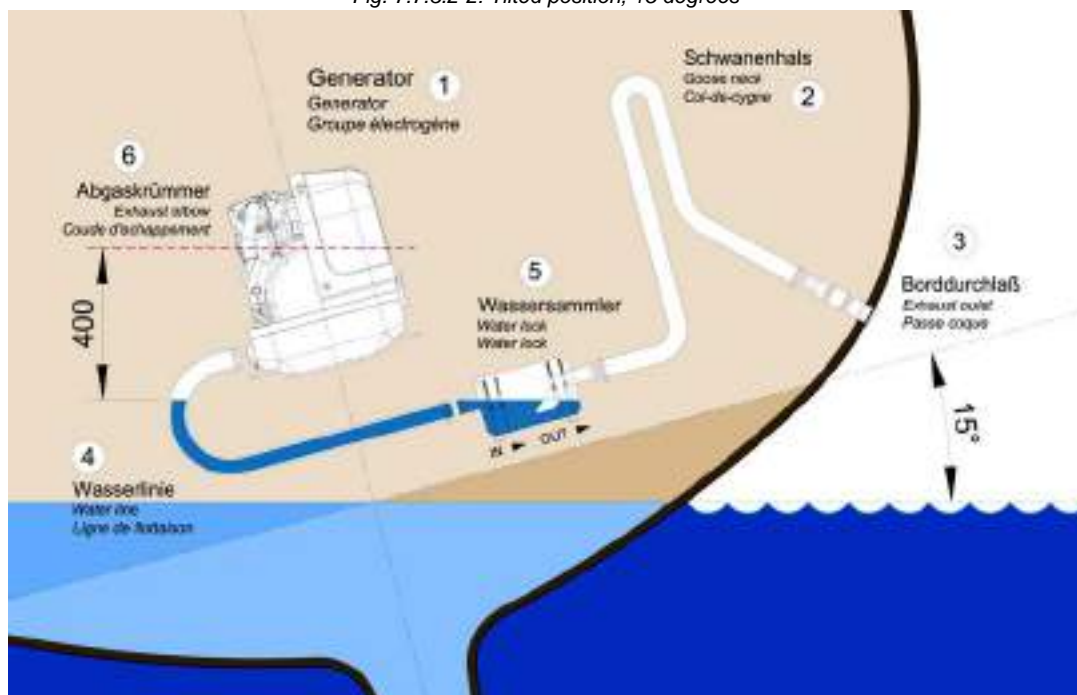 Fig. 7.7.3.2-2: Tilted position, 15 degrees
Generator
Generator
Groupe électrogène
1
Schwanenhals
Goose neck
Col-de-cygne
2
6
Abgaskrümmer
Exhaust elbow
Coude d'échappement
3
Borddurchlaß
Exhaust outlet
Passe coque
5
Wassersammler
Water lock
Water lock
400
15°
IN
OUT
4
Wasserlinie
Water line
Ligne de flottaison